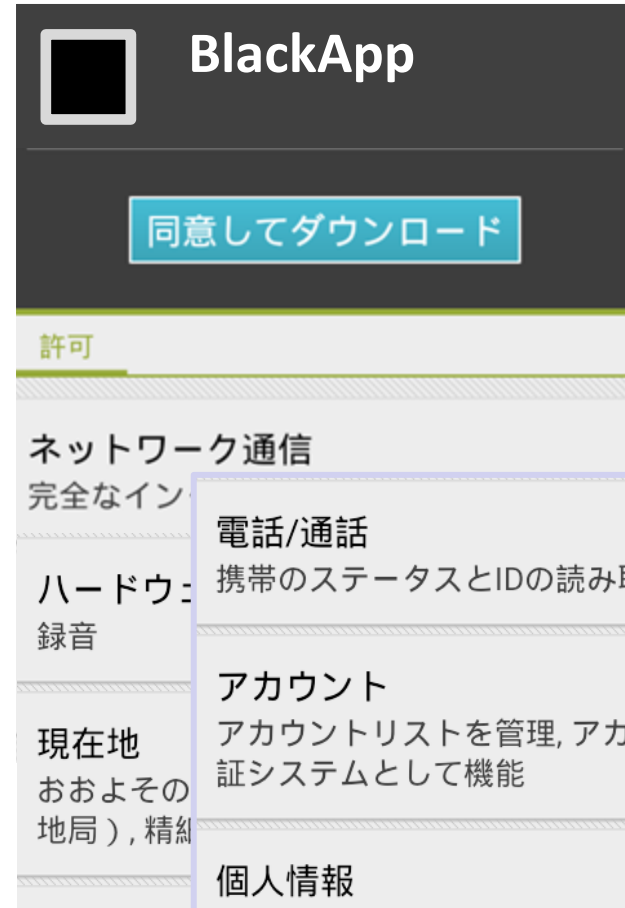 BlackApp
同意してダウンロード
許可
ネットワーク通信
完全なイン
ハードウェ
録音
現在地
おおよその
地局）, 精細
電話/通話
携帯のステータスとIDの読み取
アカウント
アカウントリストを管理, アカ
証システムとして機能
個人情報